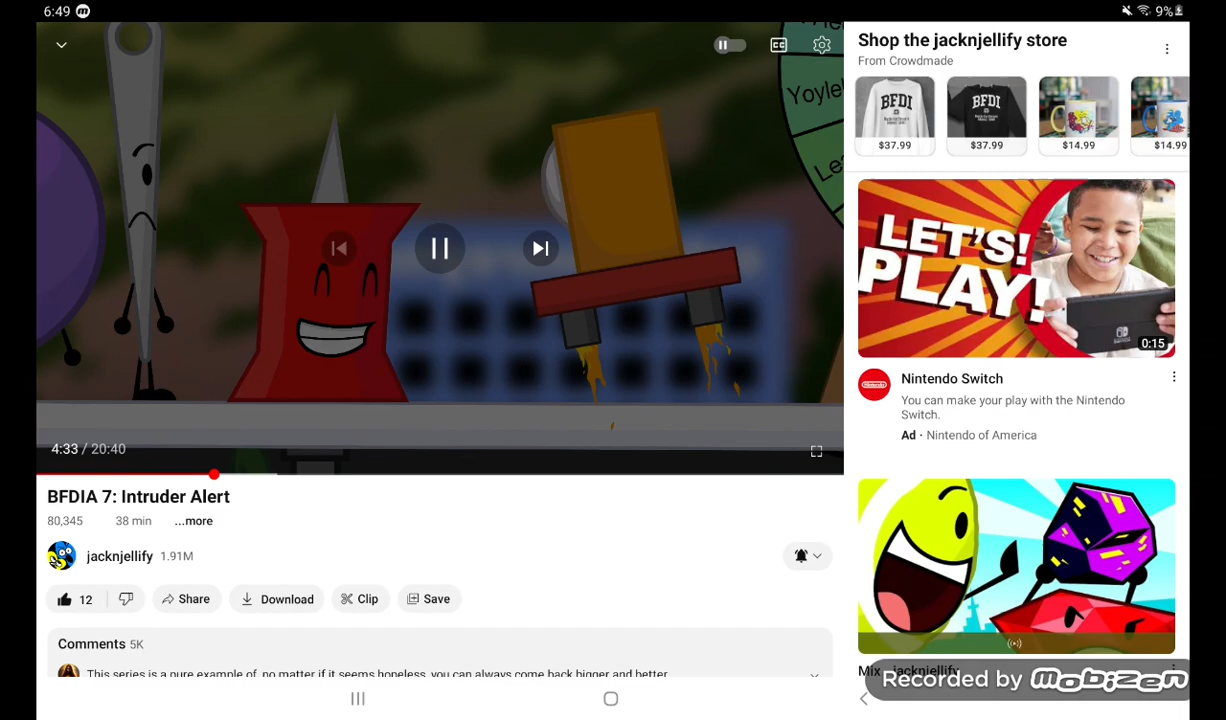 6:49
9%
CC
Yoyle
Lea
4:33 / 20:40
BFDIA 7: Intruder Alert
80,345 38 min ...more
jacknjellify 1.91M
12 Share Download Clip Save
Comments 5K
This series is a pure example of, no matter if it seems hopeless, you can always come back bigger and better
Shop the jacknjellify store
From Crowdmade
BFDI BFDI
$37.99 $37.99 $14.99 $14.99
LET'S!
PLAY!
0:15
Nintendo Switch
You can make your play with the Nintendo
Switch.
Ad · Nintendo of America
Mix - jacknjellify
Recorded by mobizen